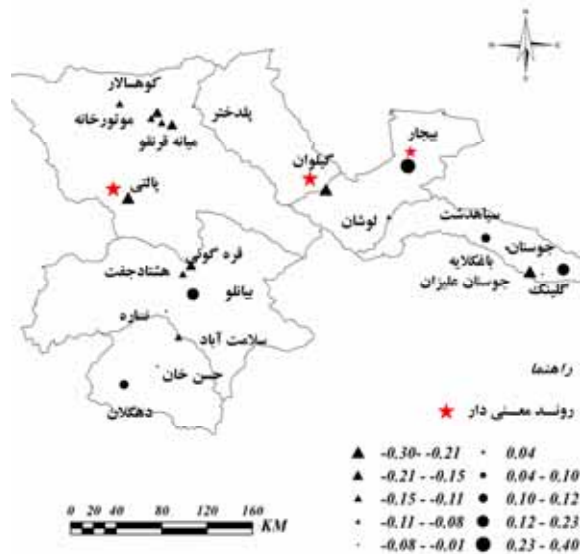 N
کوهسالار
موتورخانه
پلدختر
میانه قرنقو
بیجار
گیلوان
پالتی
سیاهدشت
لوشان
جوستان
قره گونی
باغکلایه
هشتادجفت
جوستان علیزان
گلینک
بیانلو
نساره
سلامت آباد
راهنما
حسن خان
روند معنی دار
دهگلان
-0.30- -0.21
0.04
-0.21 - -0.15
0.04 - 0.10
-0.15 - -0.11
0.10 - 0.12
0 20 40 80 120 160
-0.11 - -0.08
0.12 - 0.23
KM
-0.08 - -0.01
0.23 - 0.40